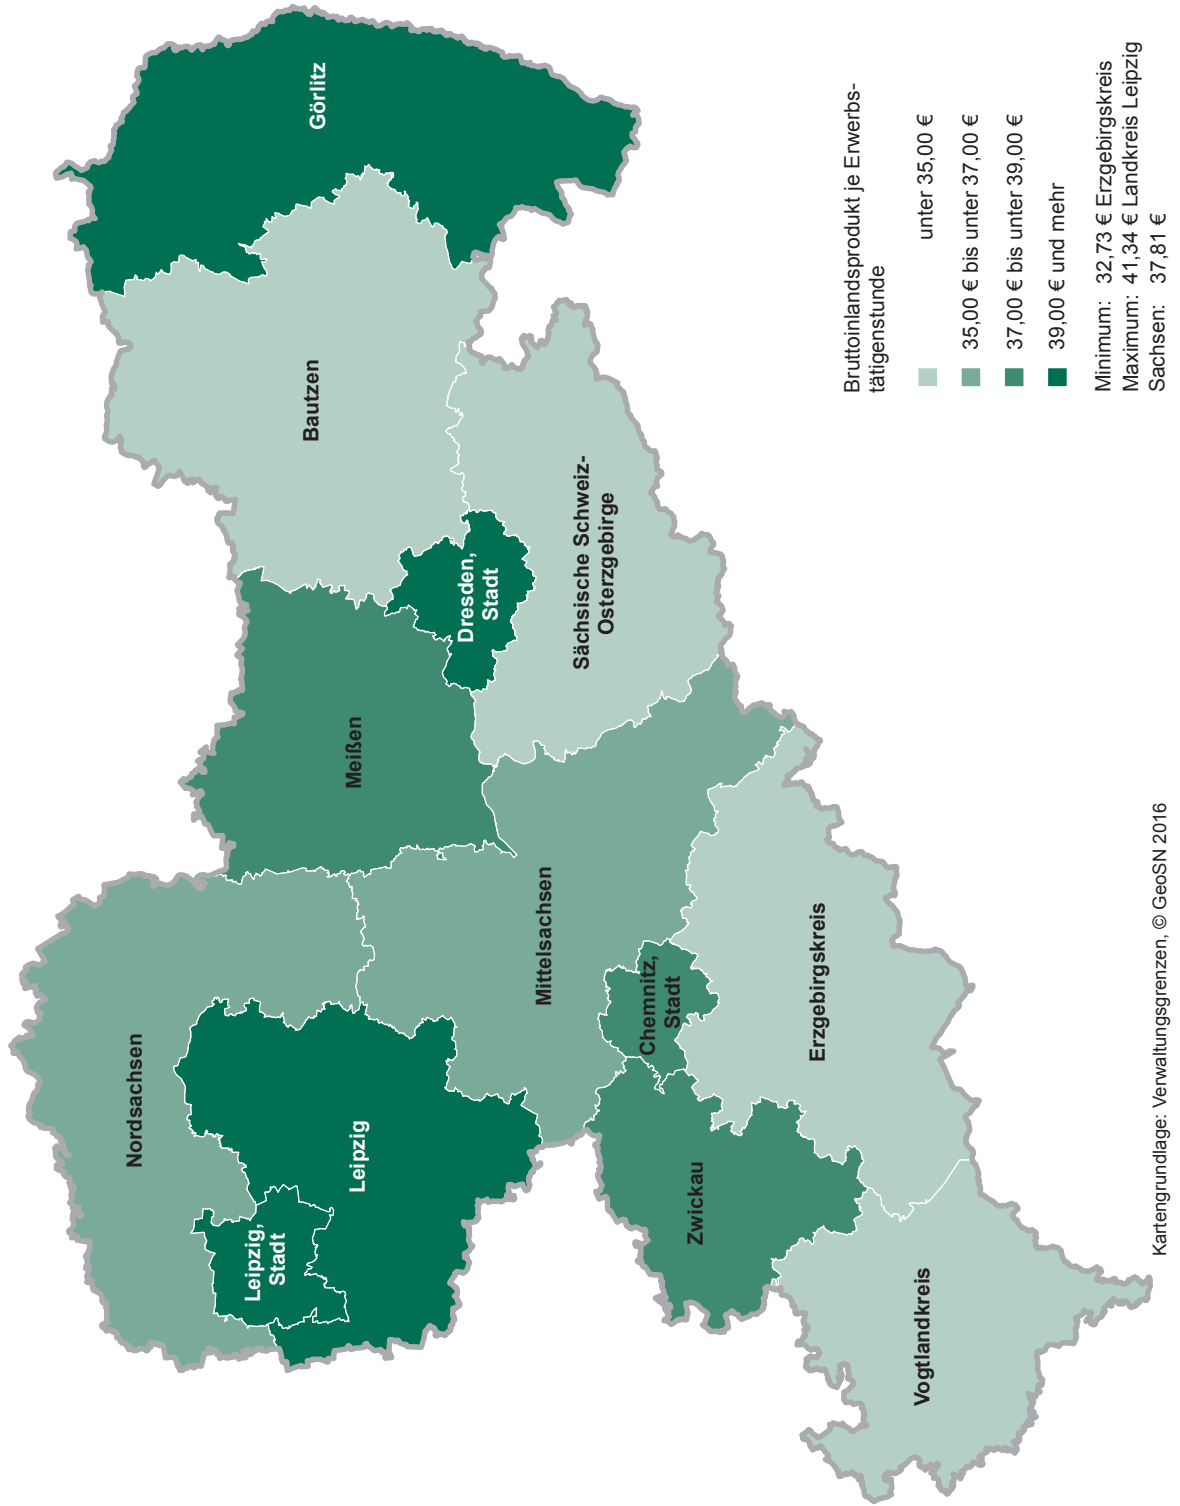 Görlitz
Bautzen
Dresden,
Stadt
Sächsische Schweiz-
Osterzgebirge
Meißen
Nordsachsen
Mittelsachsen
Leipzig
Leipzig,
Stadt
Chemnitz,
Stadt
Erzgebirgskreis
Zwickau
Vogtlandkreis
Bruttoinlandsprodukt je Erwerbs-
tätigenstunde
unter 35,00 €
35,00 € bis unter 37,00 €
37,00 € bis unter 39,00 €
39,00 € und mehr
Minimum: 32,73 € Erzgebirgskreis
Maximum: 41,34 € Landkreis Leipzig
Sachsen: 37,81 €
Kartengrundlage: Verwaltungsgrenzen, © GeoSN 2016